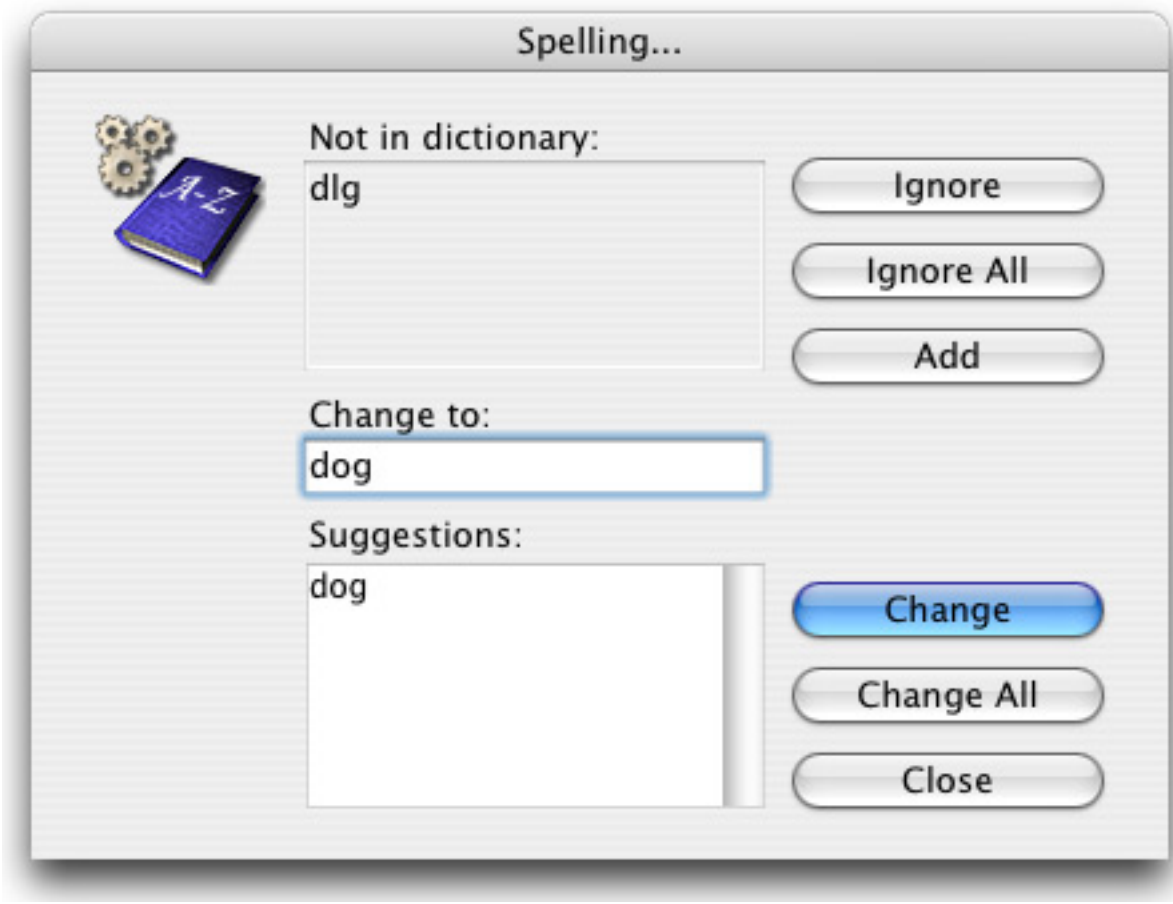 Spelling...
A-Z
Not in dictionary:
dlg
Ignore
Ignore All
Add
Change to:
dog
Suggestions:
dog
Change
Change All
Close